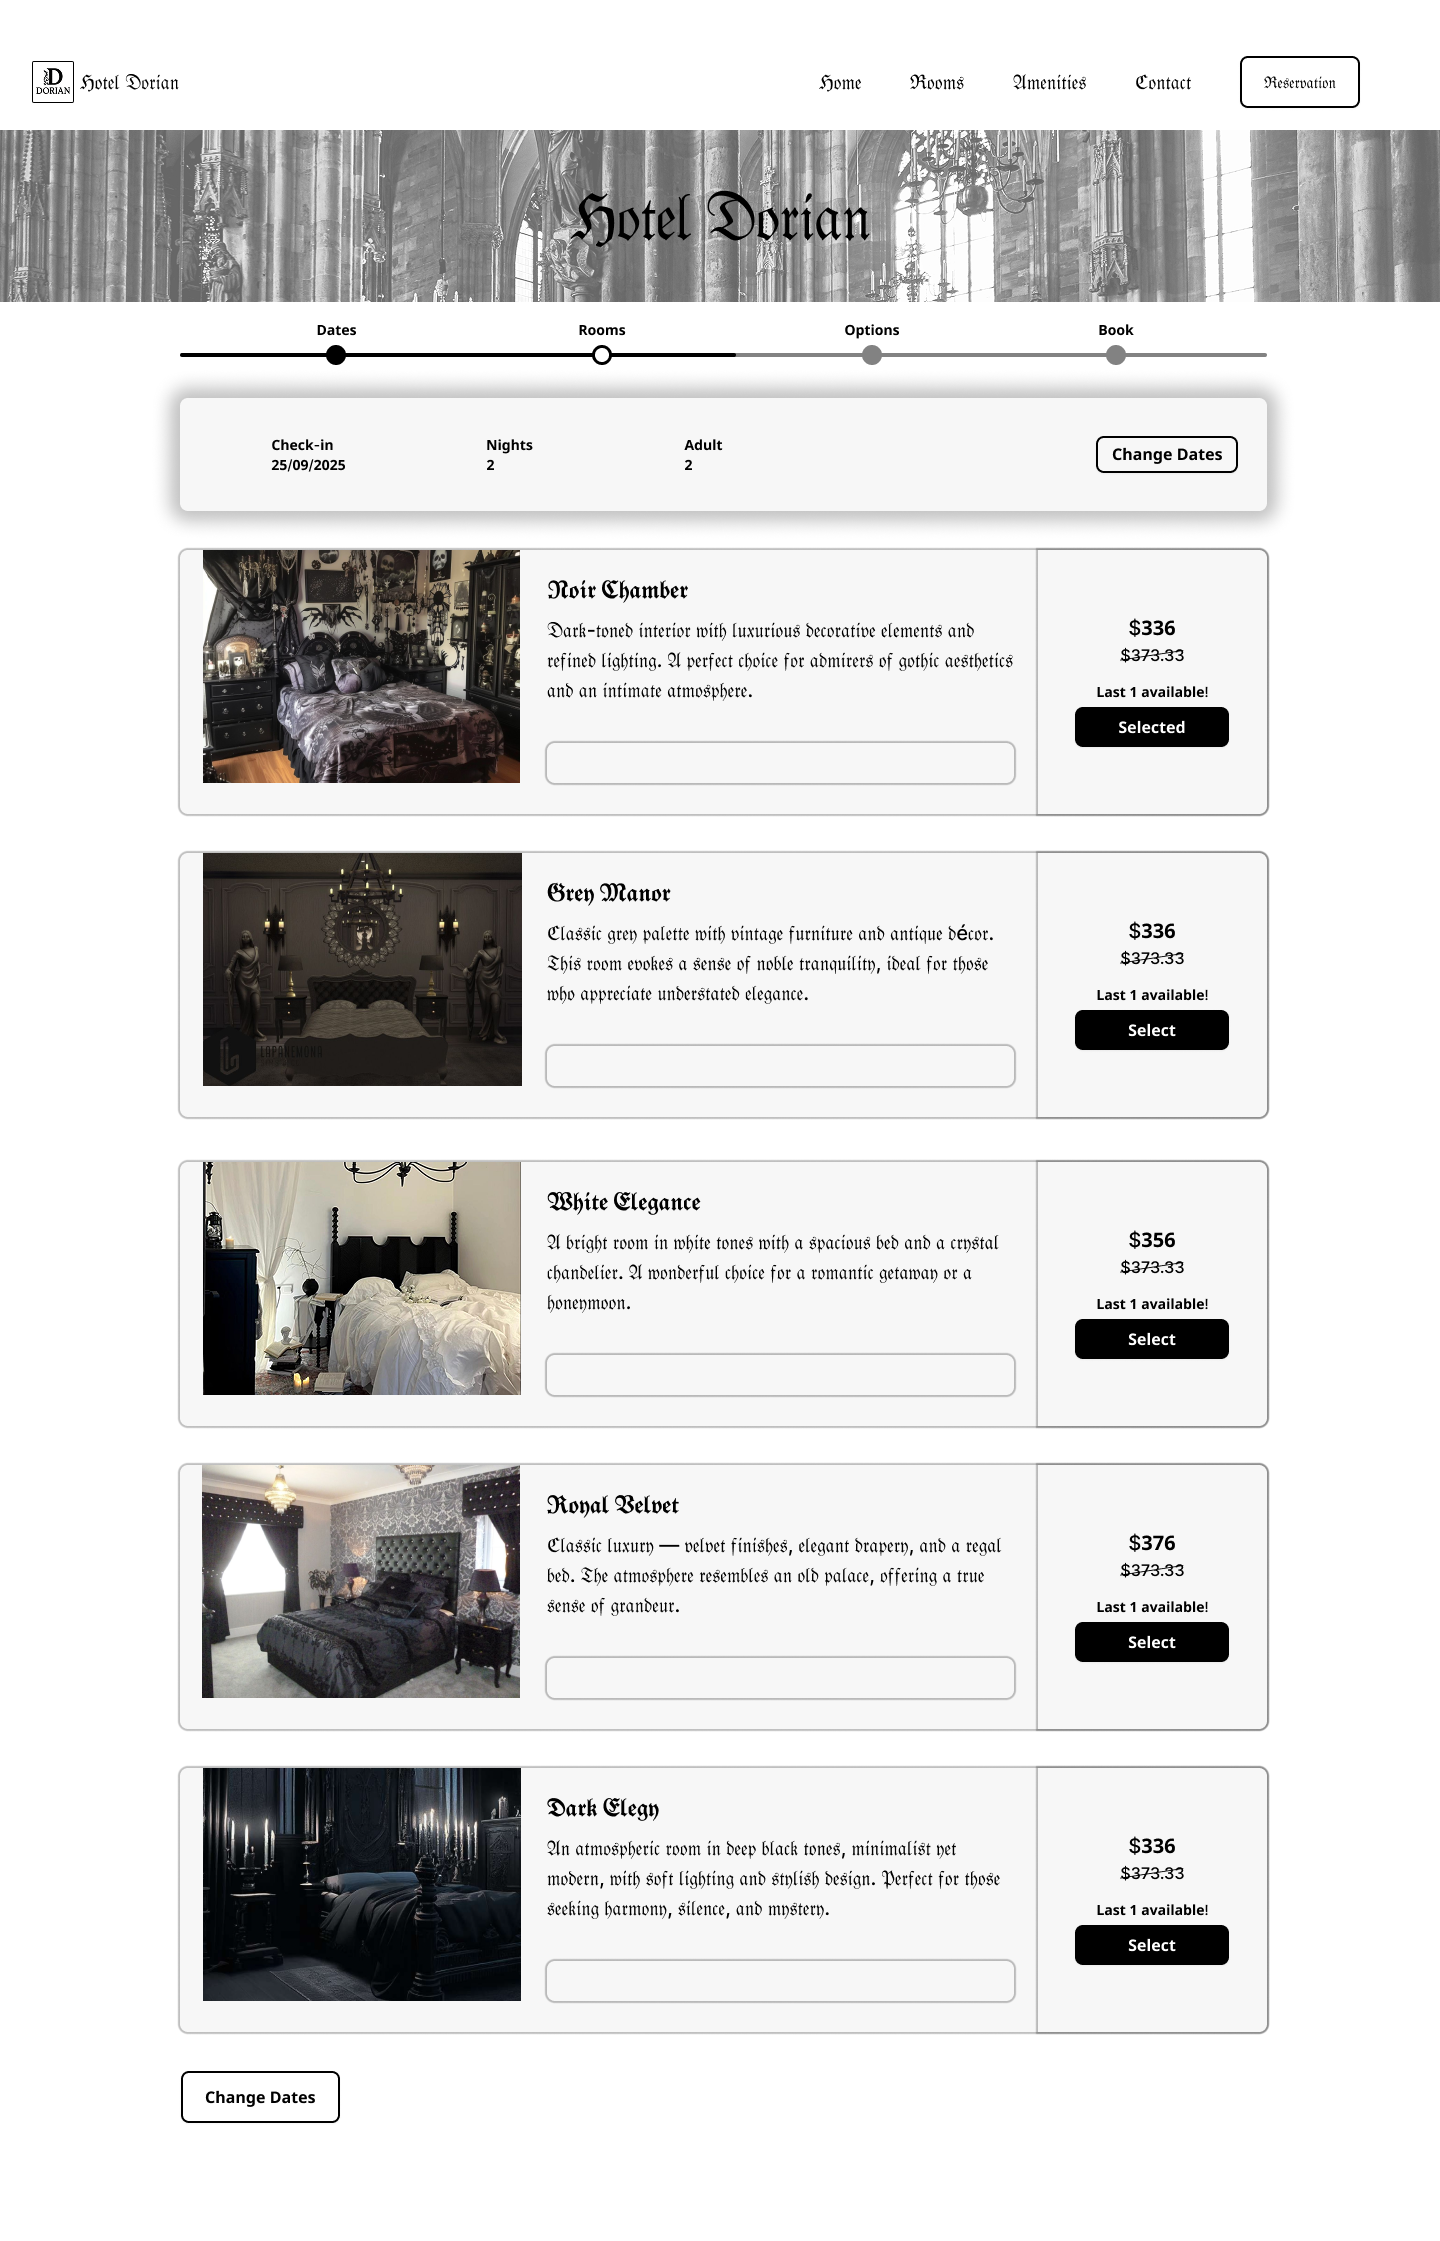 D
DORIAN
Hotel Dorian
Home
Rooms
Amenities
Contact
Reservation
Hotel Dorian
Dates
Rooms
Options
Book
Check-in
25/09/2025
Nights
2
Adult
2
Change Dates
Noir Chamber
Dark-toned interior with luxurious decorative elements and
refined lighting. A perfect choice for admirers of gothic aesthetics
and an intimate atmosphere.
$336
$373.33
Last 1 available!
Selected
Grey Manor
Classic grey palette with vintage furniture and antique décor.
This room evokes a sense of noble tranquility, ideal for those
who appreciate understated elegance.
$336
$373.33
Last 1 available!
Select
White Elegance
A bright room in white tones with a spacious bed and a crystal
chandelier. A wonderful choice for a romantic getaway or a
honeymoon.
$356
$373.33
Last 1 available!
Select
Royal Velvet
Classic luxury — velvet finishes, elegant drapery, and a regal
bed. The atmosphere resembles an old palace, offering a true
sense of grandeur.
$376
$373.33
Last 1 available!
Select
Dark Elegy
An atmospheric room in deep black tones, minimalist yet
modern, with soft lighting and stylish design. Perfect for those
seeking harmony, silence, and mystery.
$336
$373.33
Last 1 available!
Select
Change Dates